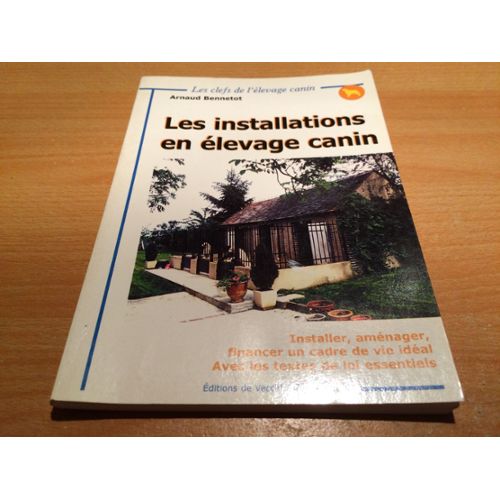 Les clefs de l'élevage canin
Arnaud Bennetot
Les installations
en élevage canin
Installer, aménager,
financer un cadre de vie idéal
Avec les textes de loi essentiels
Éditions de Vecchi